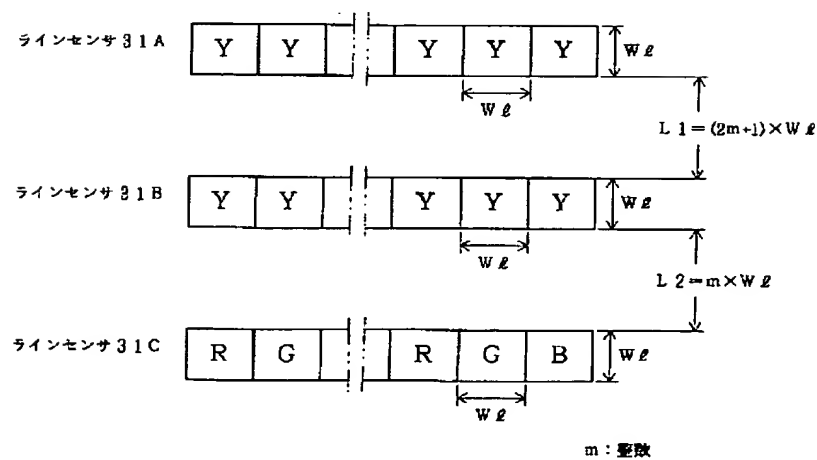 ラインセンサ31A
Y Y Y Y Y
Wℓ
Wℓ
L1=(2m+1)×Wℓ
ラインセンサ31B
Y Y Y Y Y
Wℓ
Wℓ
L2=m×Wℓ
ラインセンサ31C
R G R G B
Wℓ
Wℓ
m:整数